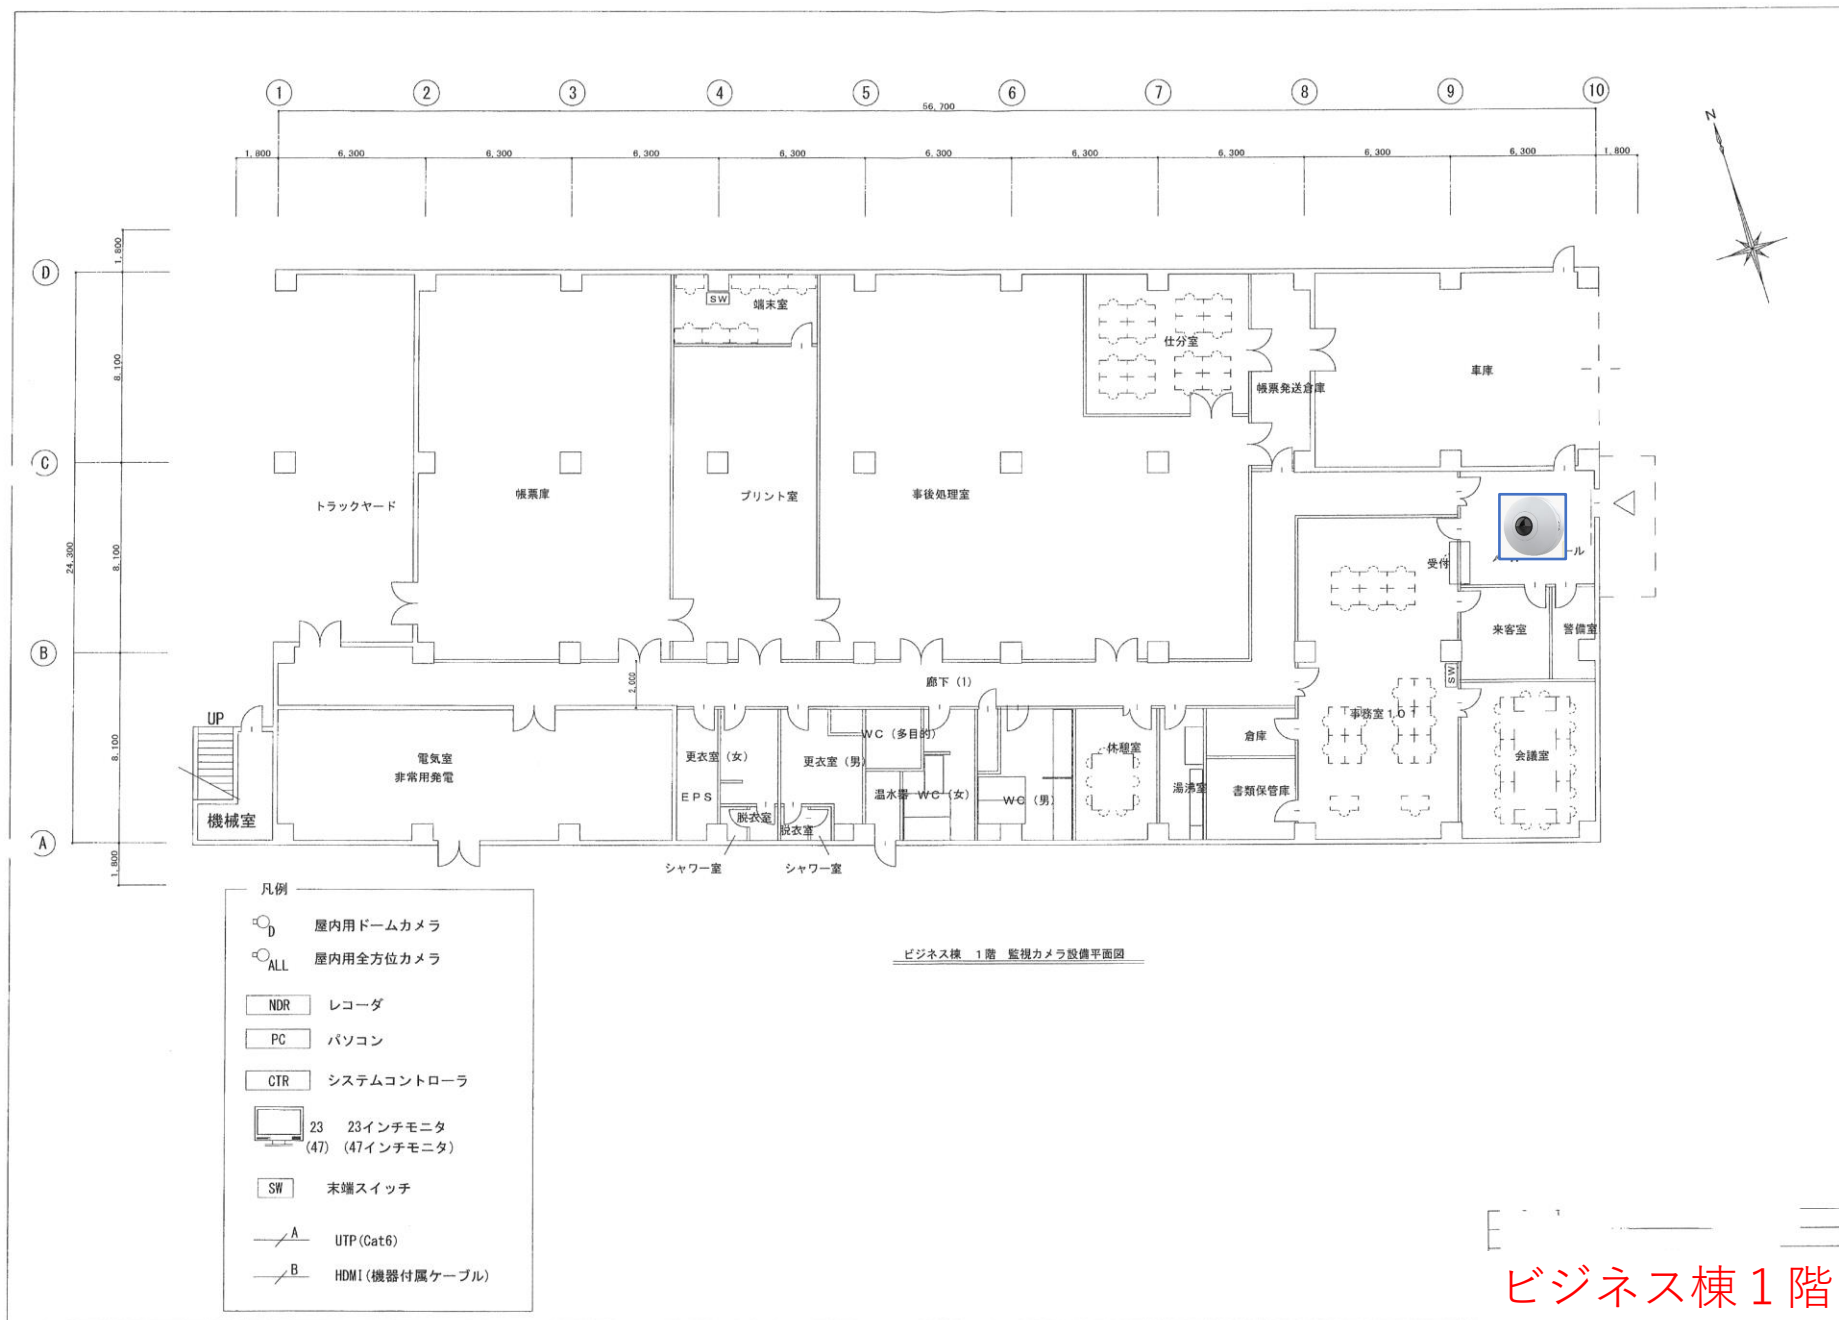 1 2 3 4 5 6 7 8 9 10
56,700
1,800 6,300 6,300 6,300 6,300 6,300 6,300 6,300 6,300 6,300 1,800
N
1,800
D
SW
端末室
仕分室
8,100
車庫
帳票発送倉庫
C
トラックヤード
帳票庫
プリント室
事後処理室
24,300
8,100
ール
受付
来客室
警備室
B
2,000
廊下(1)
SW
UP
事務室101
WC(多目的)
倉庫
8,100
電気室
非常用発電
更衣室(女)
更衣室(男)
休憩室
会議室
EPS
温水器
WC(女)
WC(男)
湯沸室
書類保管庫
機械室
脱衣室
脱衣室
A
シャワー室
シャワー室
1,800
凡例
D 屋内用ドームカメラ
ALL 屋内用全方位カメラ
ビジネス棟 1階 監視カメラ設備平面図
NDR レコーダ
PC パソコン
CTR システムコントローラ
23 23インチモニタ
(47) (47インチモニタ)
SW 末端スイッチ
A UTP(Cat6)
B HDMI(機器付属ケーブル)
ビジネス棟1階